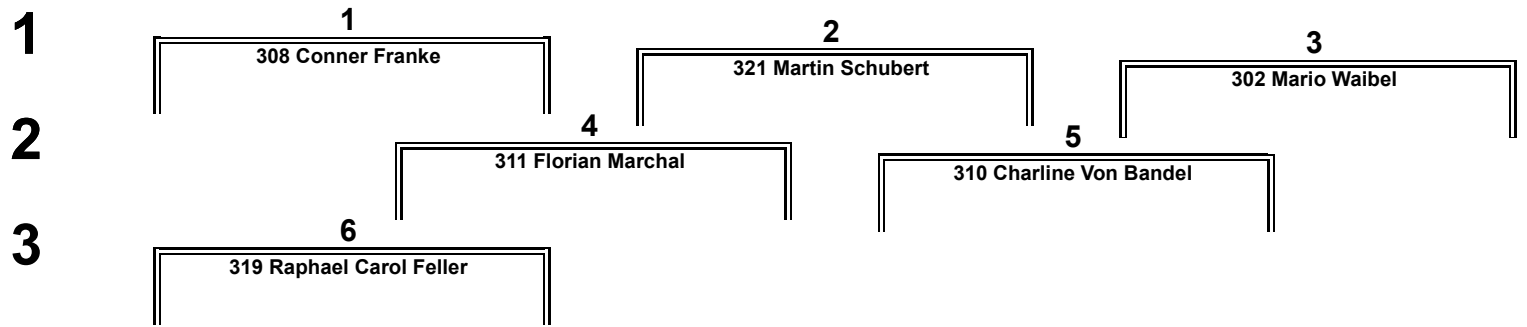 1
1
308 Conner Franke
2
321 Martin Schubert
3
302 Mario Waibel
2
4
311 Florian Marchal
5
310 Charline Von Bandel
3
6
319 Raphael Carol Feller